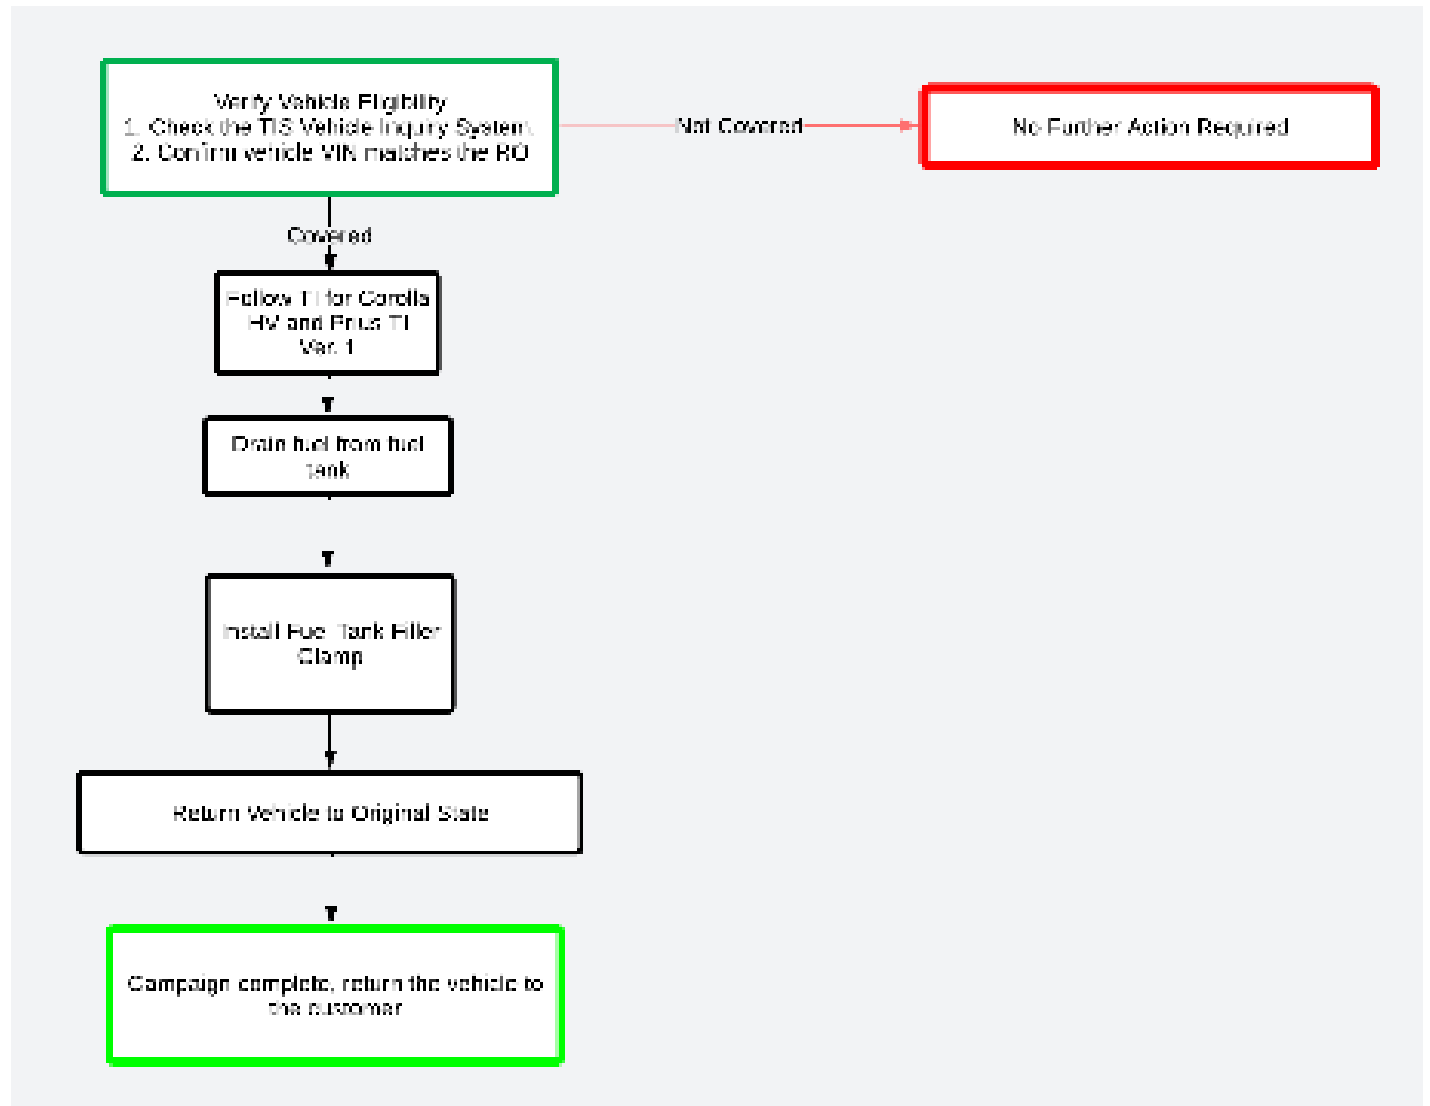 Verify Vehicle Eligibility
1. Check the TIS Vehicle Inquiry System.
2. Confirm vehicle VIN matches the RO
Not Covered
No Further Action Required
Covered
Follow TI for Corolla
HV and Prius TI
Ver. 1
Drain fuel from fuel
tank
Install Fuel Tank Filler
Clamp
Return Vehicle to Original State
Campaign complete, return the vehicle to
the customer